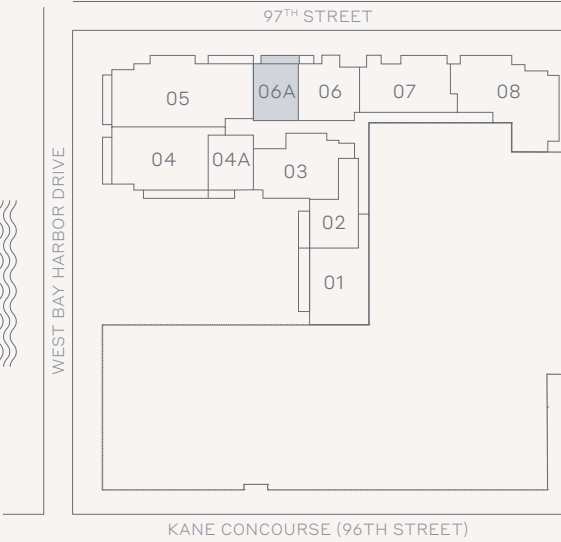 97TH STREET
05
06A
06
07
08
04
04A
03
02
01
WEST BAY HARBOR DRIVE
KANE CONCOURSE (96TH STREET)